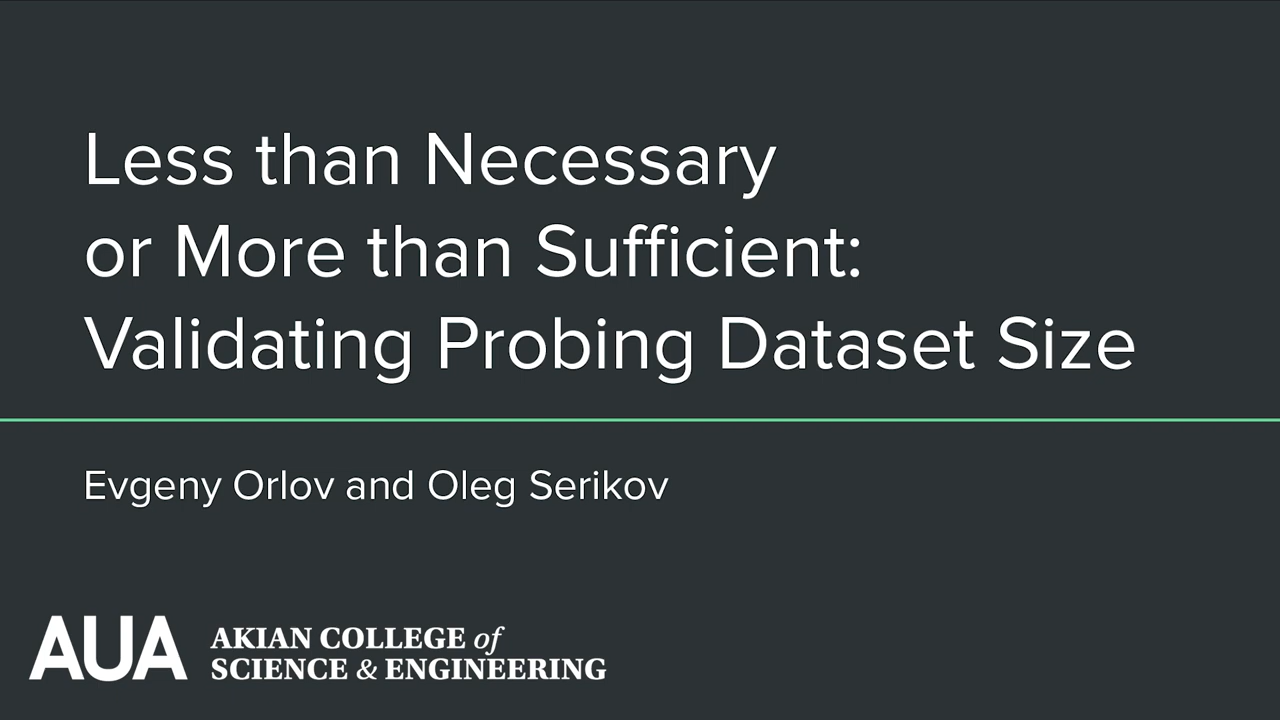 Less than Necessary
or More than Sufficient:
Validating Probing Dataset Size
Evgeny Orlov and Oleg Serikov
AUA
AKIAN COLLEGE of
SCIENCE & ENGINEERING